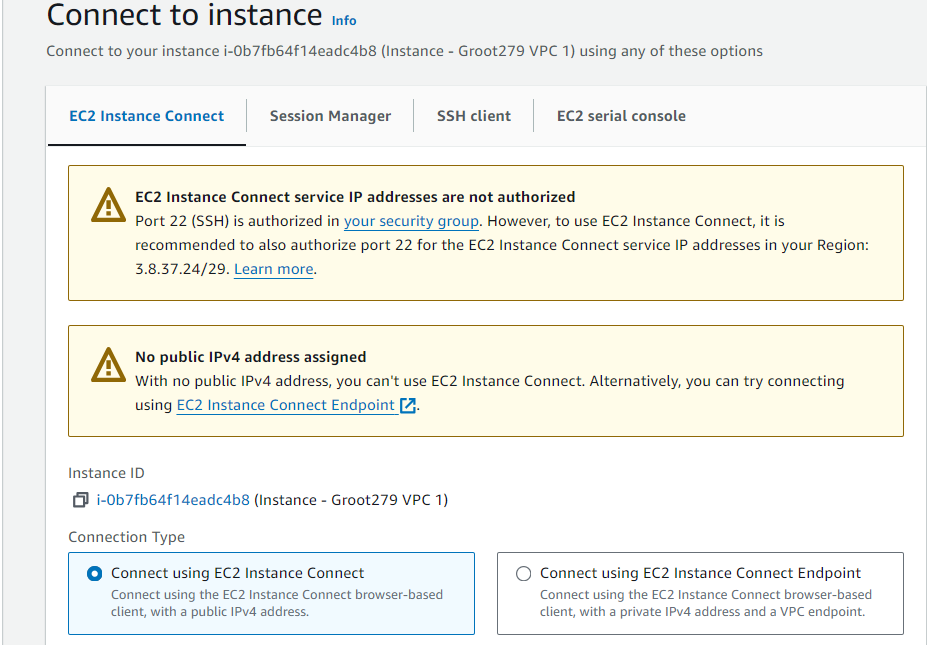 Connect to instance Info
Connect to your instance i-0b7fb64f14eadc4b8 (Instance - Groot279 VPC 1) using any of these options
EC2 Instance Connect Session Manager SSH client EC2 serial console
EC2 Instance Connect service IP addresses are not authorized
Port 22 (SSH) is authorized in your security group. However, to use EC2 Instance Connect, it is
recommended to also authorize port 22 for the EC2 Instance Connect service IP addresses in your Region:
3.8.37.24/29. Learn more.
No public IPv4 address assigned
With no public IPv4 address, you can't use EC2 Instance Connect. Alternatively, you can try connecting
using EC2 Instance Connect Endpoint.
Instance ID
i-0b7fb64f14eadc4b8 (Instance - Groot279 VPC 1)
Connection Type
Connect using EC2 Instance Connect
Connect using the EC2 Instance Connect browser-based
client, with a public IPv4 address.
Connect using EC2 Instance Connect Endpoint
Connect using the EC2 Instance Connect browser-based
client, with a private IPv4 address and a VPC endpoint.